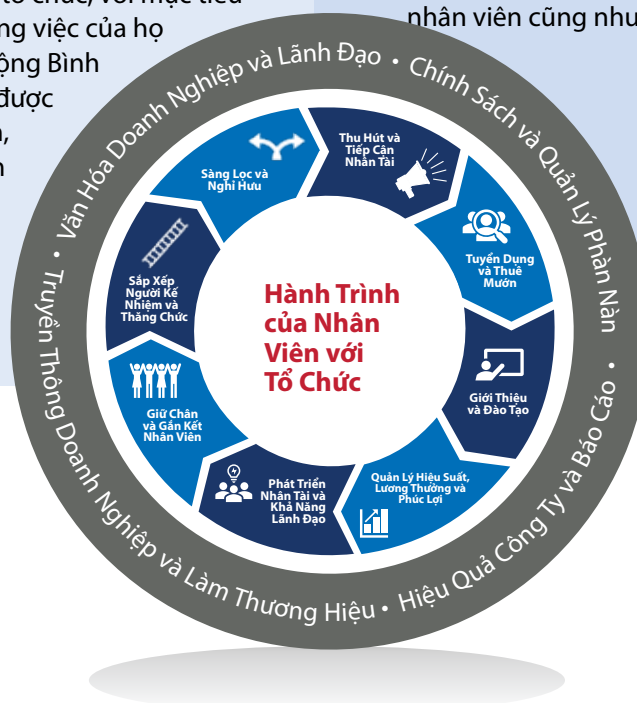 tổ chức, với mục tiêu
ng việc của họ
ộng Bình
được
nhân viên cũng như
Văn Hóa Doanh Nghiệp và Lãnh Đạo •
Chính Sách và Quản Lý Phàn Nàn
Hiệu Quả Công Ty và Báo Cáo •
Truyền Thông Doanh Nghiệp và Làm Thương Hiệu •
Thu Hút và
Tiếp Cận
Nhân Tài
Tuyển Dụng
và Thuê
Mướn
Giới Thiệu
và Đào Tạo
Quản Lý Hiệu Suất,
Lương Thưởng và
Phúc Lợi
Phát Triển
Nhân Tài và
Khả Năng
Lãnh Đạo
Giữ Chân
và Gắn Kết
Nhân Viên
Sắp Xếp
Người Kế
Nhiệm và
Thăng Chức
Sàng Lọc và
Nghỉ Hưu
Hành Trình
của Nhân
Viên với
Tổ Chức